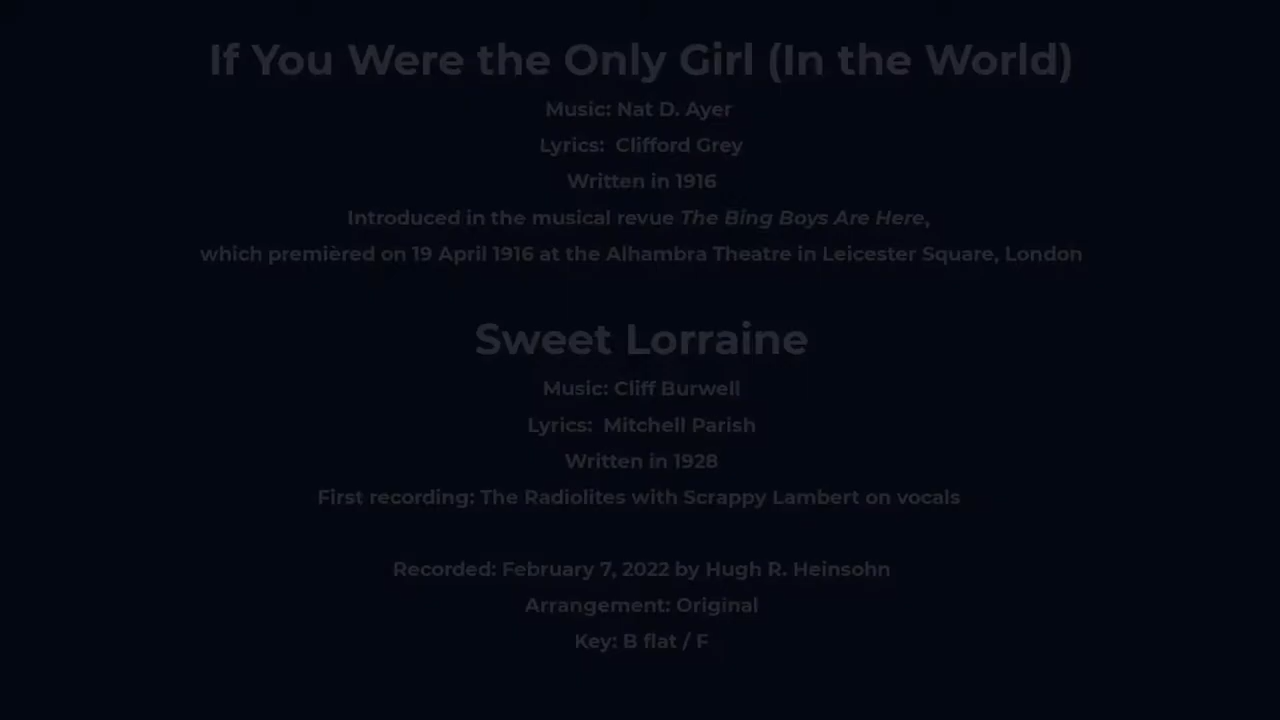 If You Were the Only Girl (In the World)
Music: Nat D. Ayer
Lyrics:  Clifford Grey
Written in 1916
Introduced in the musical revue The Bing Boys Are Here,
which premièred on 19 April 1916 at the Alhambra Theatre in Leicester Square, London
Sweet Lorraine
Music: Cliff Burwell
Lyrics:  Mitchell Parish
Written in 1928
First recording: The Radiolites with Scrappy Lambert on vocals
Recorded: February 7, 2022 by Hugh R. Heinsohn
Arrangement: Original
Key: B flat / F